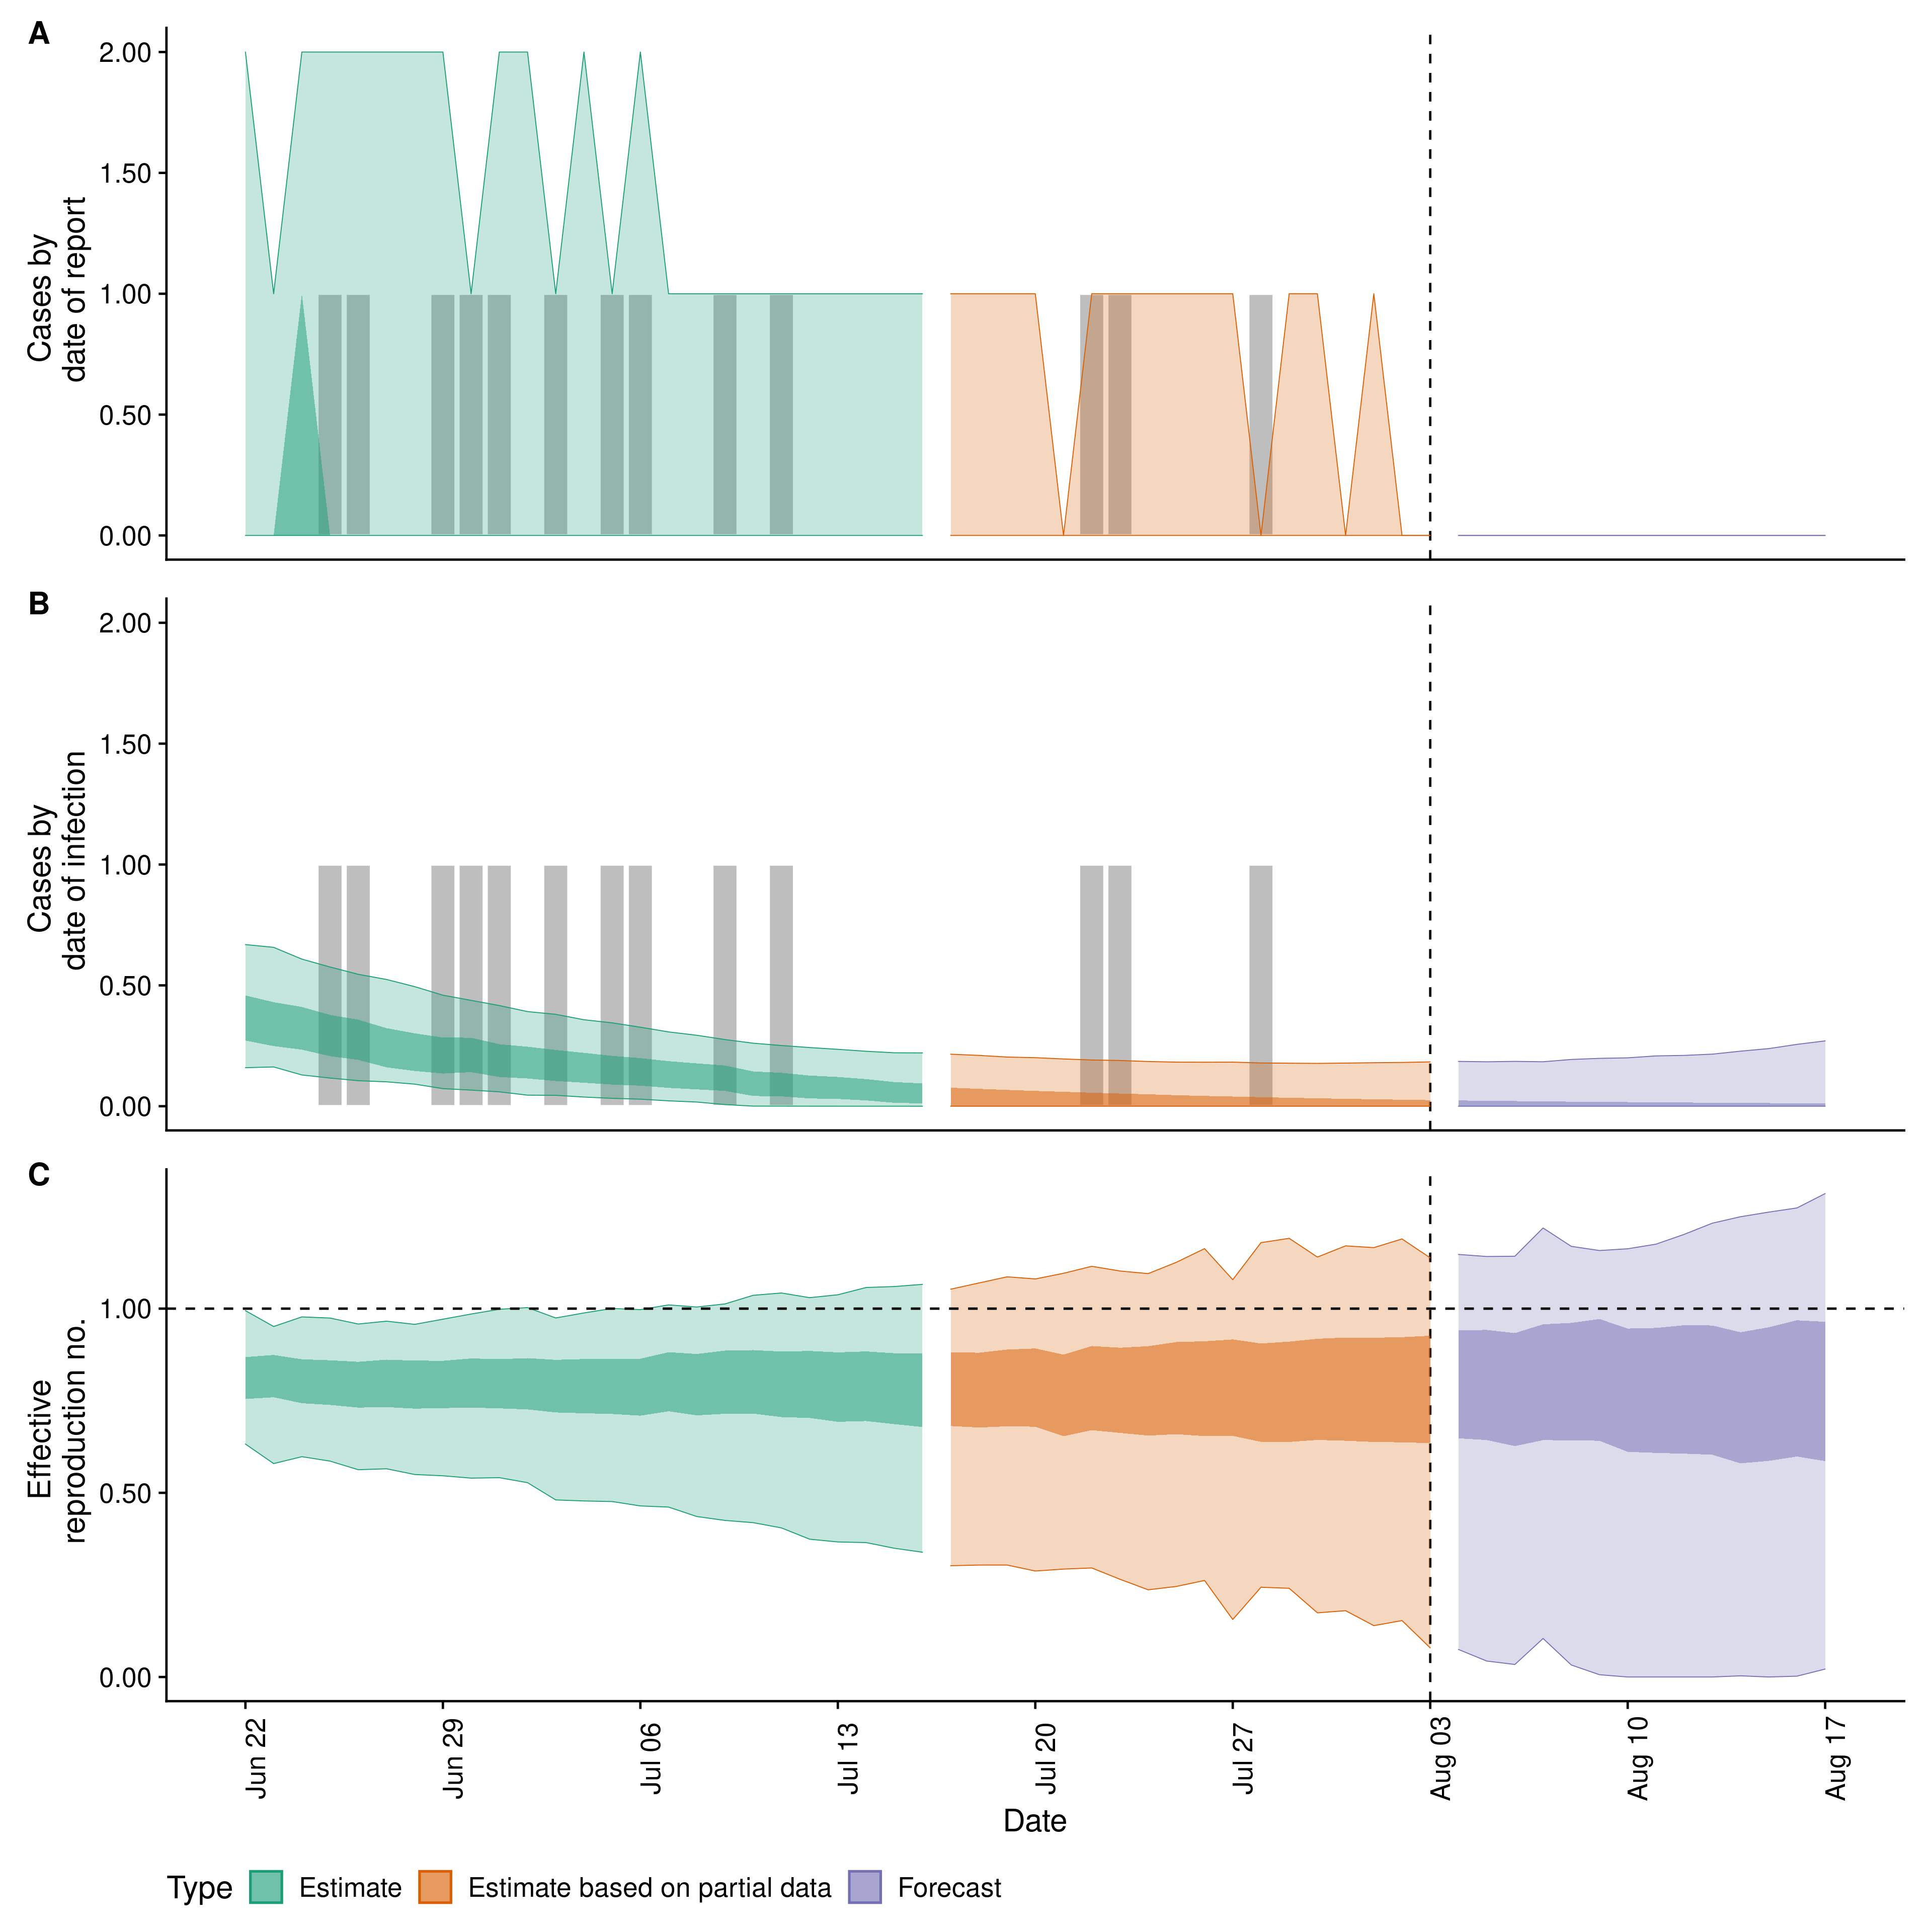 A
2.00
1.50
1.00
0.50
0.00
Cases by
date of report
B
2.00
1.50
1.00
0.50
0.00
Cases by
date of infection
C
1.00
0.50
0.00
Effective
reproduction no.
Jun 22
Jun 29
Jul 06
Jul 13
Jul 20
Jul 27
Aug 03
Aug 10
Aug 17
Date
Type Estimate Estimate based on partial data Forecast